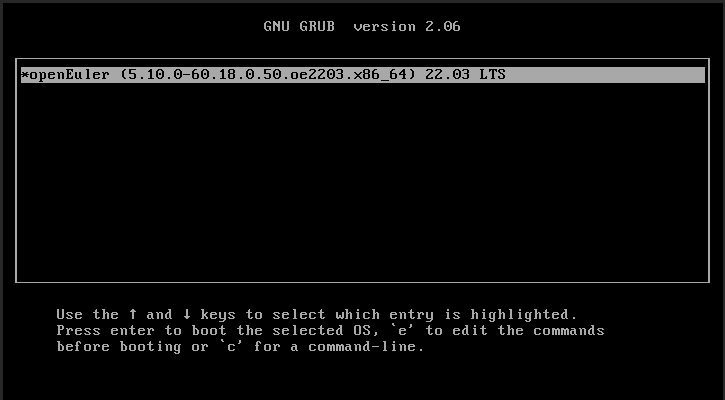 GNU GRUB  version 2.06
*openEuler (5.10.0-60.18.0.50.oe2203.x86_64) 22.03 LTS
Use the ↑ and ↓ keys to select which entry is highlighted.
Press enter to boot the selected OS, `e' to edit the commands
before booting or `c' for a command-line.